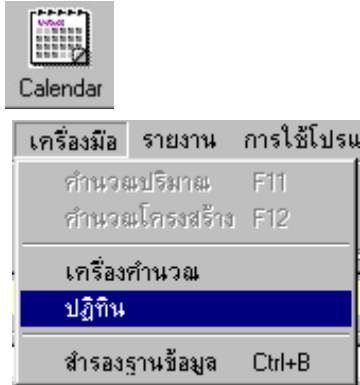 Calendar
เครื่องมือ รายงาน การใช้โปรแ
คำนวณปริมาณ F11
คำนวณโครงสร้าง F12
เครื่องคำนวณ
ปฏิทิน
สำรองฐานข้อมูล Ctrl+B